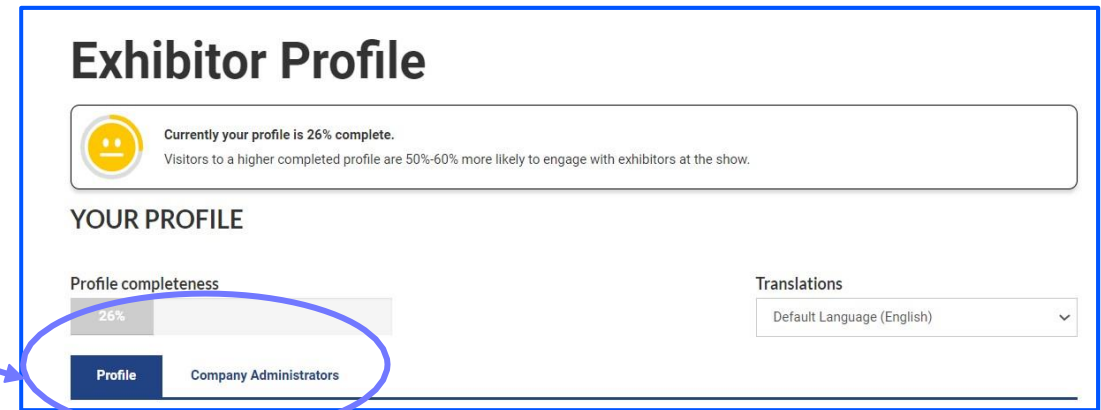 Exhibitor Profile
Currently your profile is 26% complete.
Visitors to a higher completed profile are 50%-60% more likely to engage with exhibitors at the show.
YOUR PROFILE
Profile completeness
Translations
26%
Default Language (English)
Profile
Company Administrators